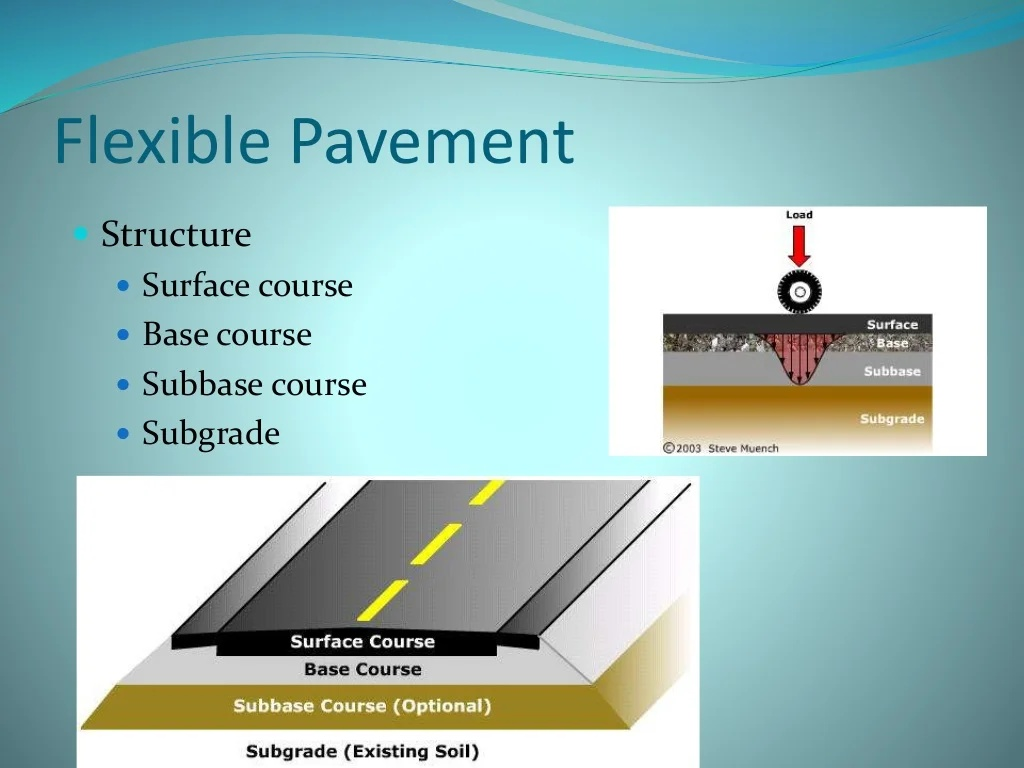 Flexible Pavement
Structure
Surface course
Base course
Subbase course
Subgrade
Load
Surface
Base
Subbase
Subgrade
©2003 Steve Muench
Surface Course
Base Course
Subbase Course (Optional)
Subgrade (Existing Soil)